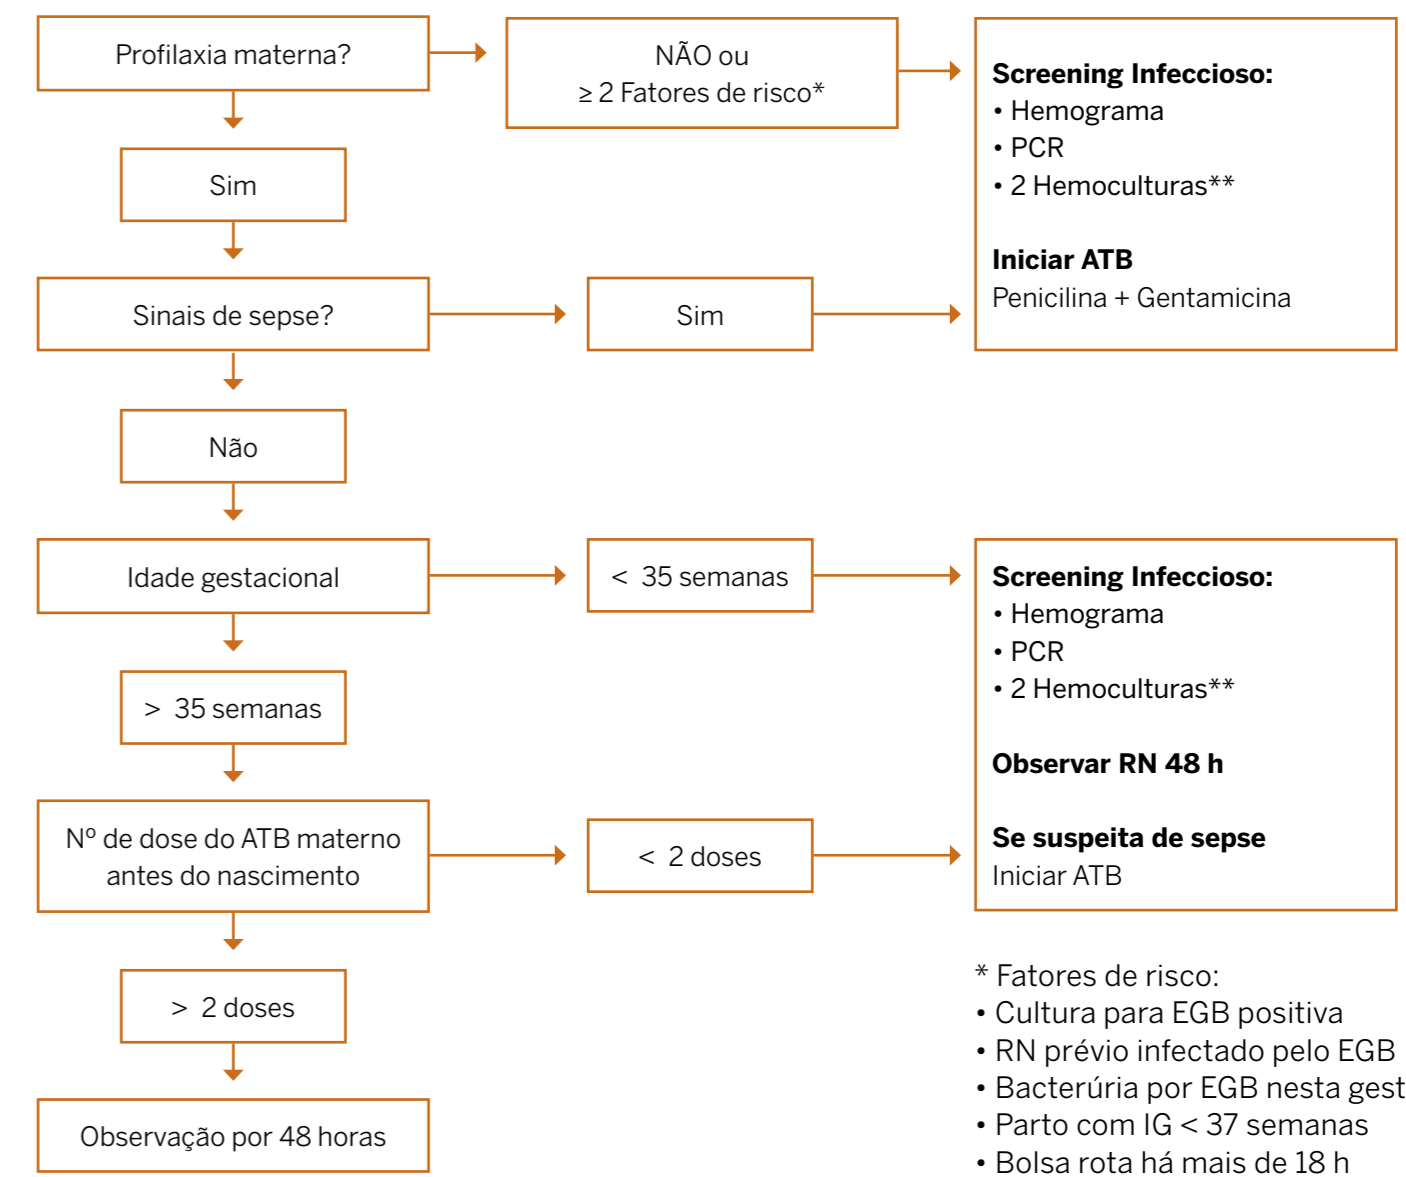 Profilaxia materna?
NÃO ou
≥ 2 Fatores de risco*
Screening Infeccioso:
• Hemograma
• PCR
• 2 Hemoculturas**
Iniciar ATB
Penicilina + Gentamicina
Sim
Sinais de sepse?
Sim
Não
Idade gestacional
< 35 semanas
Screening Infeccioso:
• Hemograma
• PCR
• 2 Hemoculturas**
Observar RN 48 h
Se suspeita de sepse
Iniciar ATB
> 35 semanas
Nº de dose do ATB materno
antes do nascimento
< 2 doses
> 2 doses
Observação por 48 horas
* Fatores de risco:
• Cultura para EGB positiva
• RN prévio infectado pelo EGB
• Bacterúria por EGB nesta gest
• Parto com IG < 37 semanas
• Bolsa rota há mais de 18 h